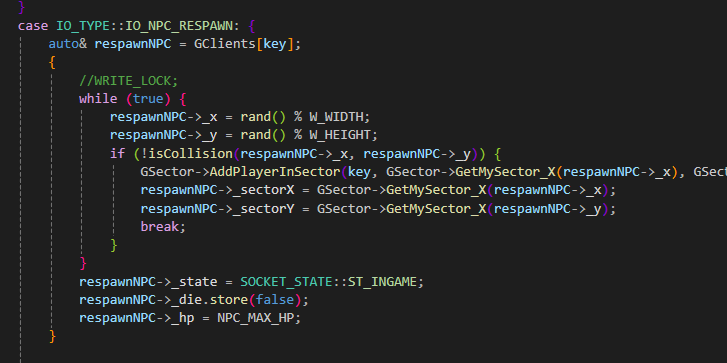 }
case IO_TYPE::IO_NPC_RESPAWN: {
auto& respawnNPC = GClients[key];
{
//WRITE_LOCK;
while (true) {
respawnNPC->_x = rand() % W_WIDTH;
respawnNPC->_y = rand() % W_HEIGHT;
if (!isCollision(respawnNPC->_x, respawnNPC->_y)) {
GSector->AddPlayerInSector(key, GSector->GetMySector_X(respawnNPC->_x), GSect
respawnNPC->_sectorX = GSector->GetMySector_X(respawnNPC->_x);
respawnNPC->_sectorY = GSector->GetMySector_X(respawnNPC->_y);
break;
}
}
respawnNPC->_state = SOCKET_STATE::ST_INGAME;
respawnNPC->_die.store(false);
respawnNPC->_hp = NPC_MAX_HP;
}